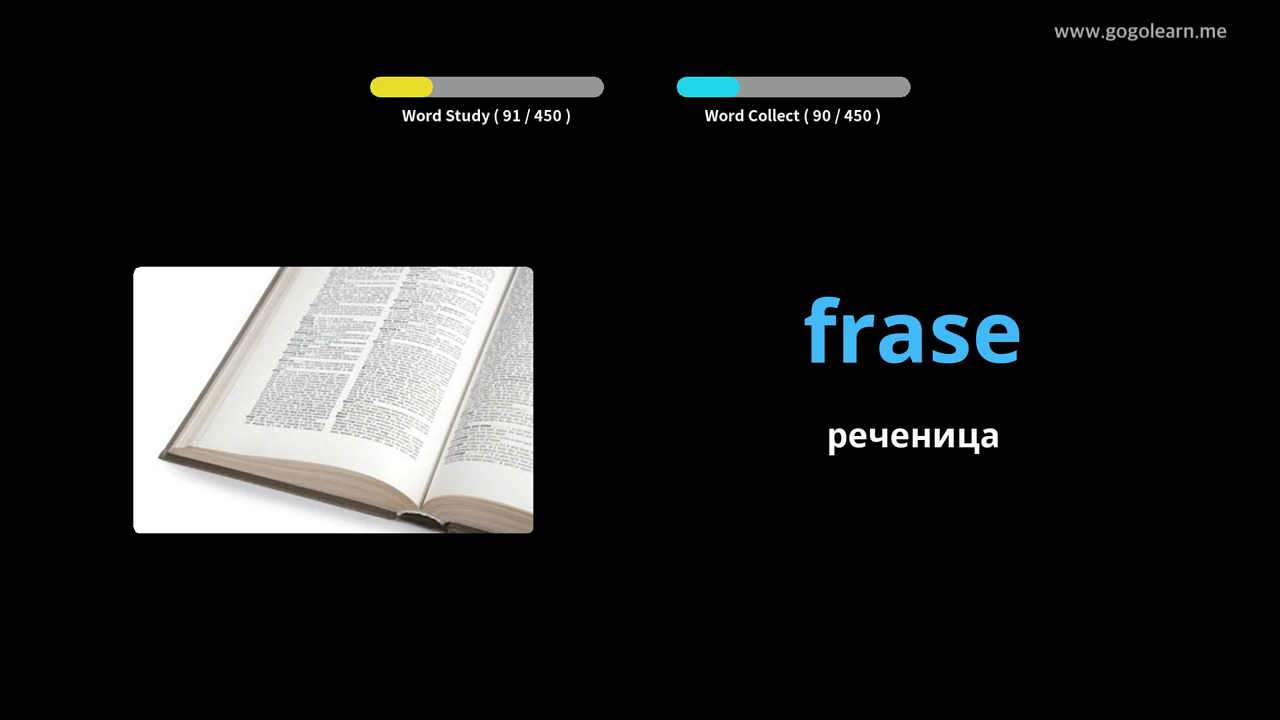 www.gogolearn.me
Word Study ( 91 / 450 )
Word Collect ( 90 / 450 )
frase
реченица